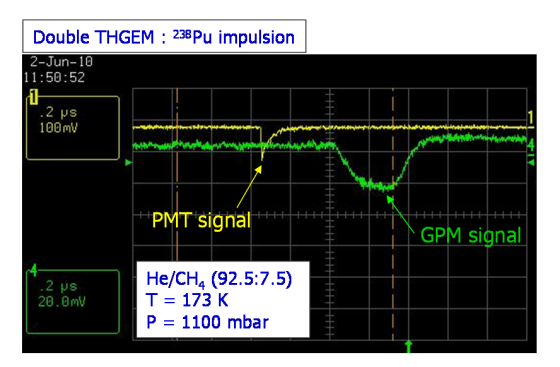 Double THGEM : ²³⁸Pu impulsion
2-Jun-10
11:50:52
1
.2 µs
100mV
1
4
PMT signal
GPM signal
4
.2 µs
20.0mV
He/CH₄ (92.5:7.5)
T = 173 K
P = 1100 mbar